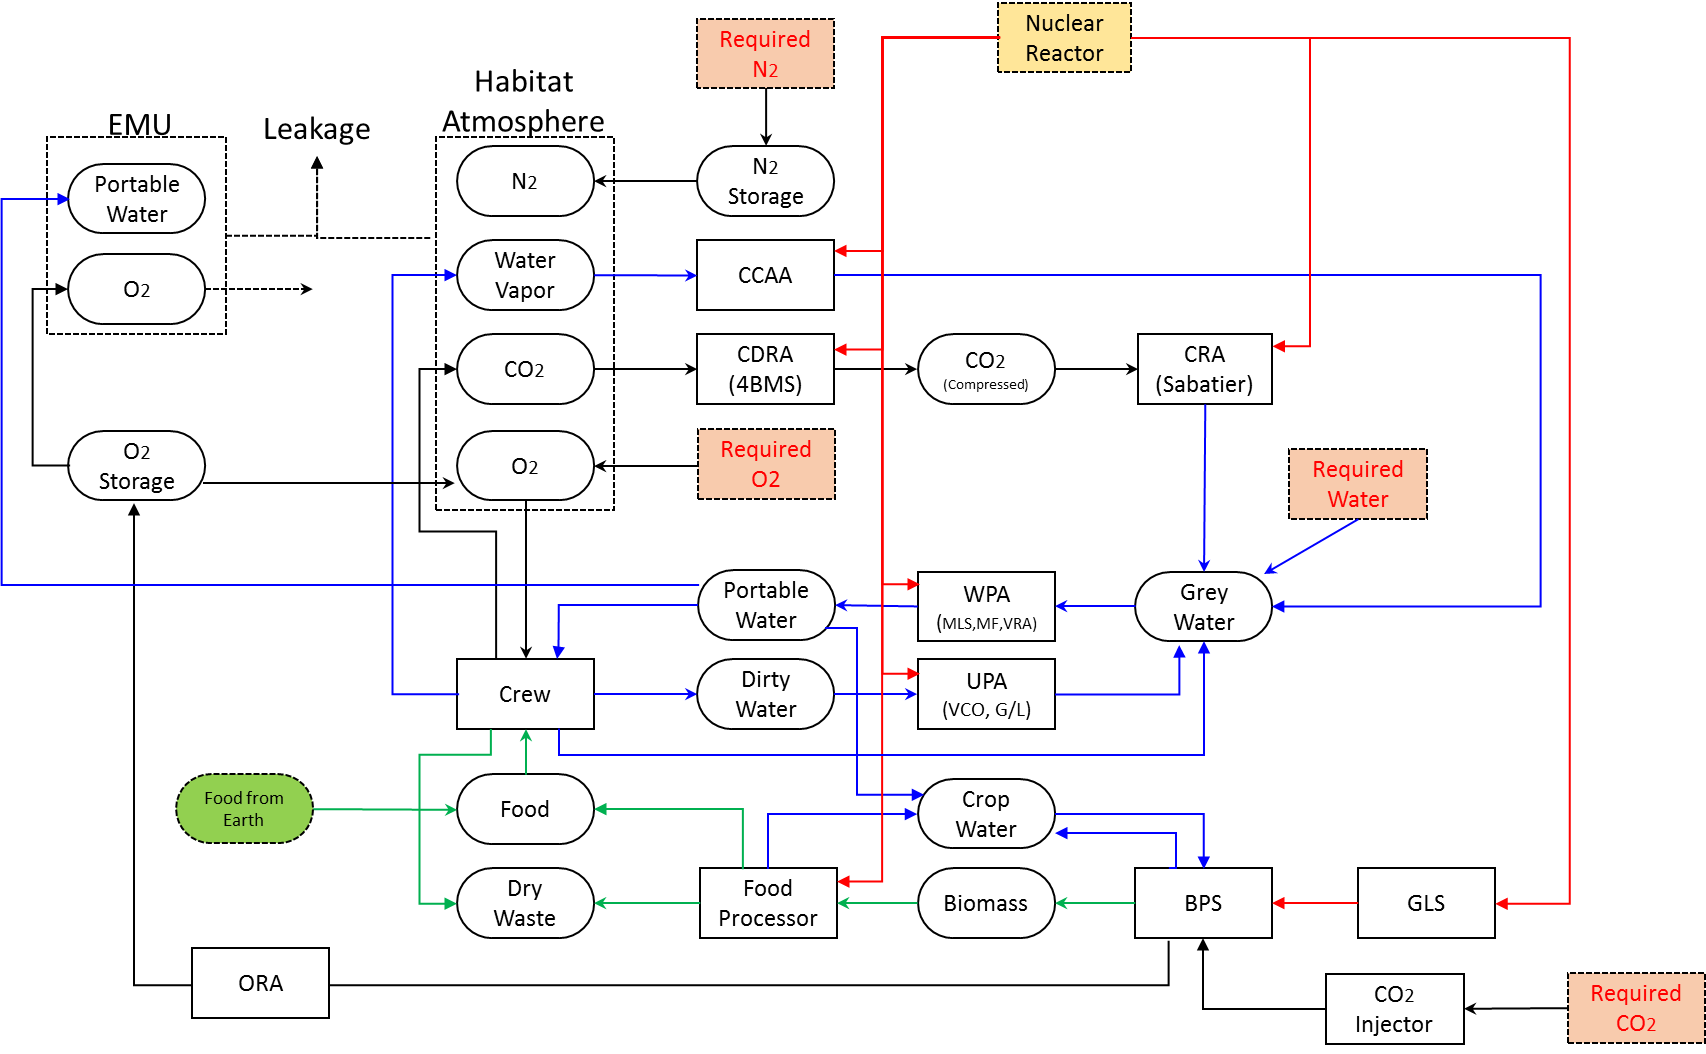 Nuclear
Reactor
Required
N2
Habitat
Atmosphere
EMU
Leakage
Portable
Water
N2
N2
Storage
O2
Water
Vapor
CCAA
CO2
CDRA
(4BMS)
CO2
(Compressed)
CRA
(Sabatier)
O2
Storage
O2
Required
O2
Required
Water
Portable
Water
WPA
(MLS,MF,VRA)
Grey
Water
Crew
Dirty
Water
UPA
(VCO, G/L)
Food from
Earth
Food
Crop
Water
Dry
Waste
Food
Processor
Biomass
BPS
GLS
ORA
CO2
Injector
Required
CO2